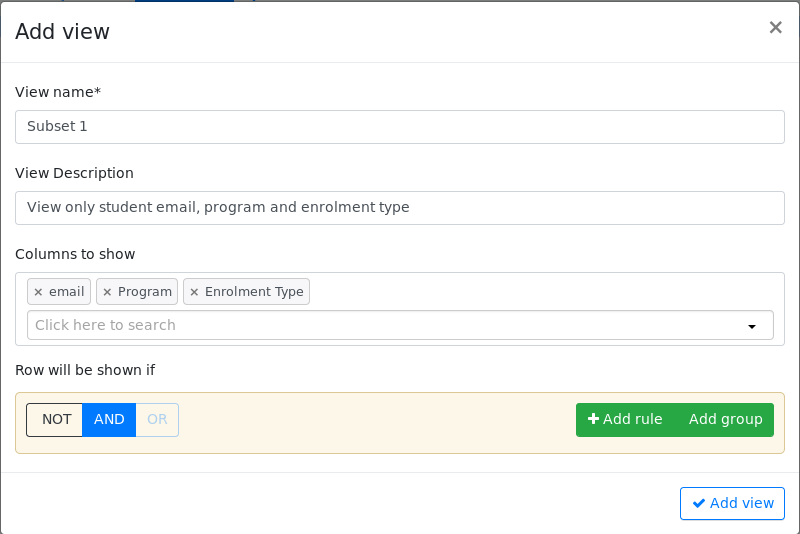 Add view ×
View name*
Subset 1
View Description
View only student email, program and enrolment type
Columns to show
× email × Program × Enrolment Type
Click here to search
Row will be shown if
NOT AND OR Add rule Add group
Add view